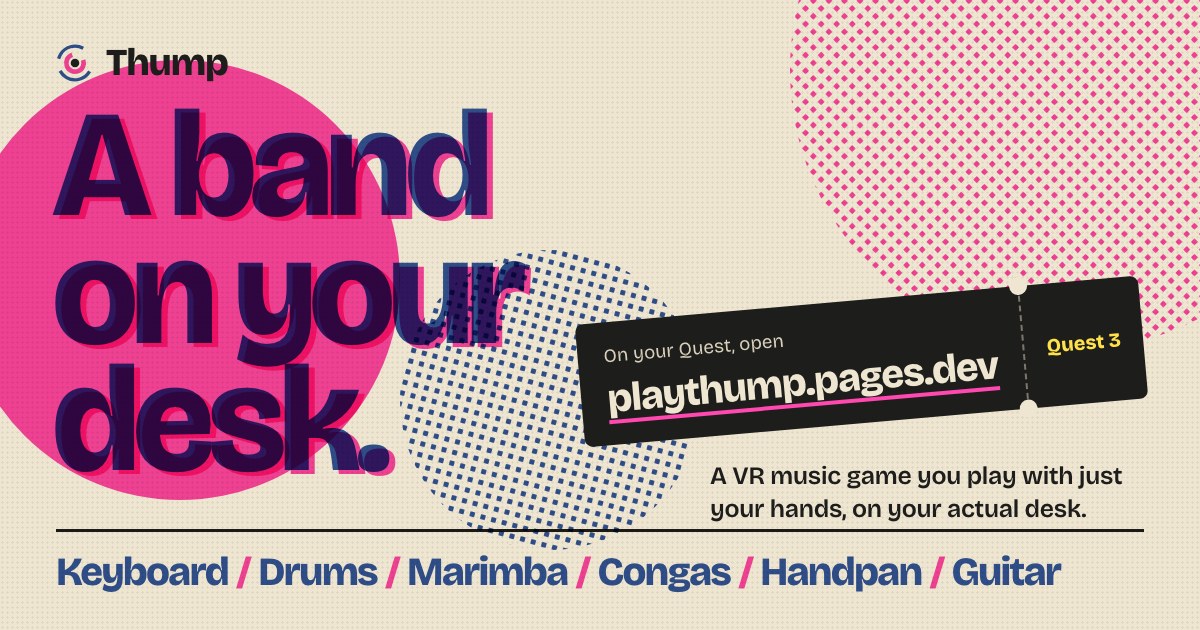 Thump
A band
on your
desk.
On your Quest, open
playthump.pages.dev
Quest 3
A VR music game you play with just
your hands, on your actual desk.
Keyboard / Drums / Marimba / Congas / Handpan / Guitar